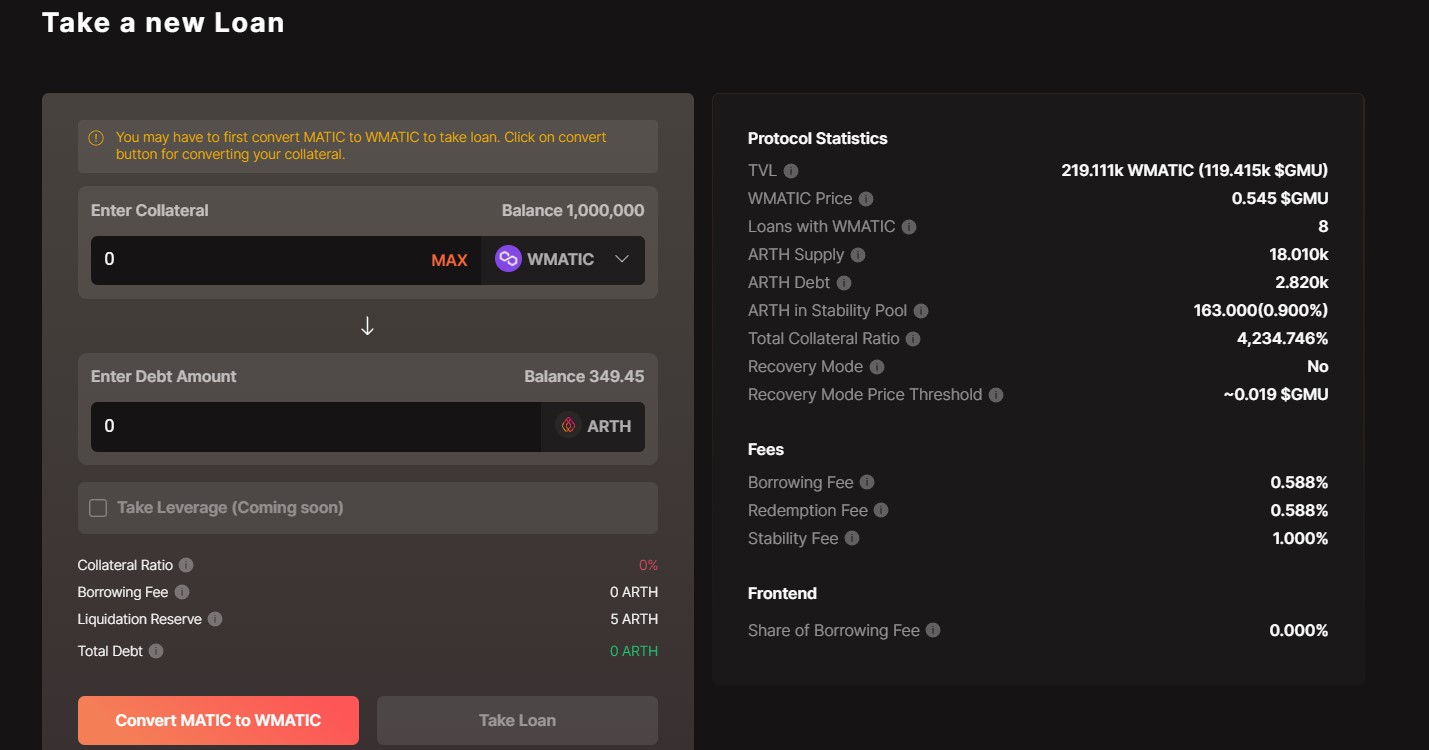 Take a new Loan
You may have to first convert MATIC to WMATIC to take loan. Click on convert
button for converting your collateral.
Enter Collateral Balance 1,000,000
0 MAX WMATIC
Enter Debt Amount Balance 349.45
0 ARTH
Take Leverage (Coming soon)
Collateral Ratio 0%
Borrowing Fee 0 ARTH
Liquidation Reserve 5 ARTH
Total Debt 0 ARTH
Convert MATIC to WMATIC Take Loan
Protocol Statistics
TVL 219.111k WMATIC (119.415k $GMU)
WMATIC Price 0.545 $GMU
Loans with WMATIC 8
ARTH Supply 18.010k
ARTH Debt 2.820k
ARTH in Stability Pool 163.000(0.900%)
Total Collateral Ratio 4,234.746%
Recovery Mode No
Recovery Mode Price Threshold ~0.019 $GMU
Fees
Borrowing Fee 0.588%
Redemption Fee 0.588%
Stability Fee 1.000%
Frontend
Share of Borrowing Fee 0.000%